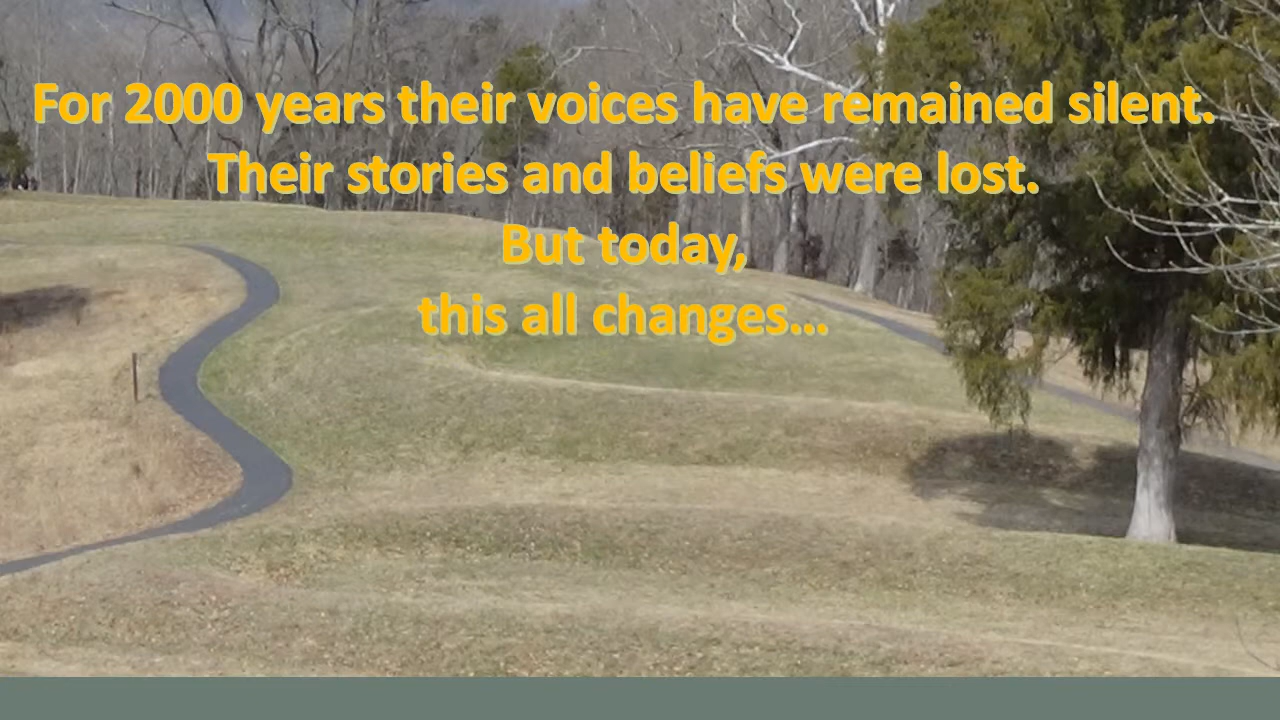 For 2000 years their voices have remained silent.
Their stories and beliefs were lost.
But today,
this all changes...